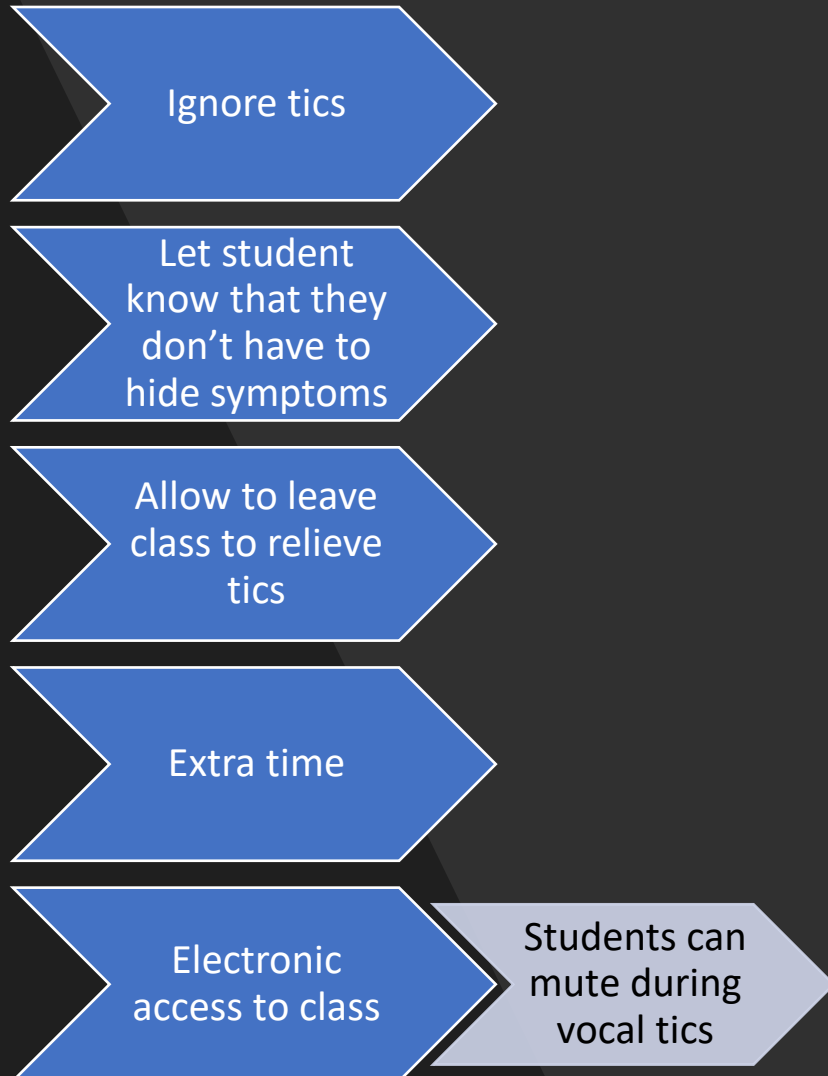 Ignore tics
Let student
know that they
don’t have to
hide symptoms
Allow to leave
class to relieve
tics
Extra time
Electronic
access to class
Students can
mute during
vocal tics